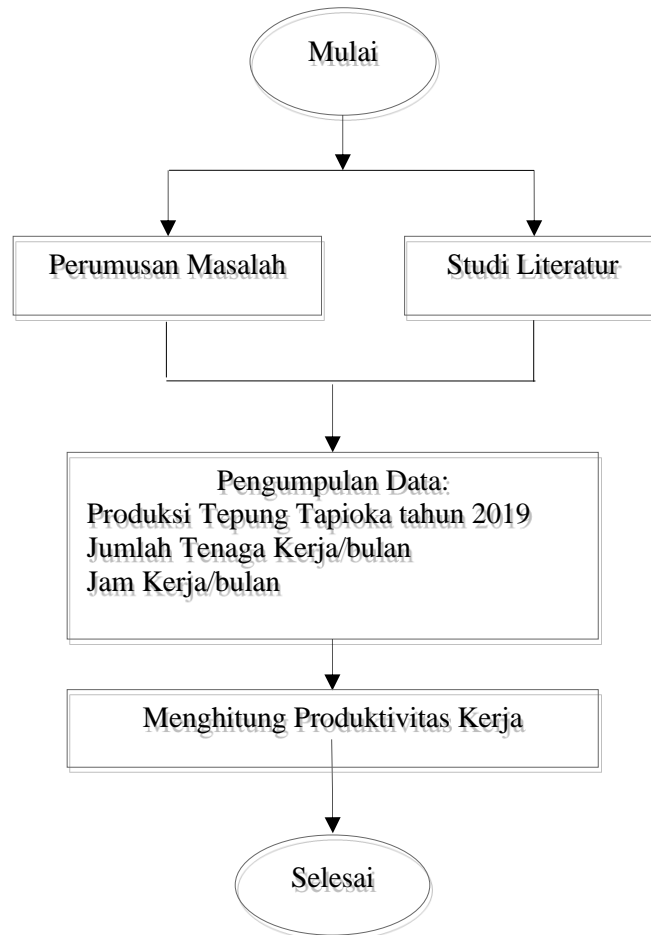 Mulai
Perumusan Masalah
Studi Literatur
Pengumpulan Data:
Produksi Tepung Tapioka tahun 2019
Jumlah Tenaga Kerja/bulan
Jam Kerja/bulan
Menghitung Produktivitas Kerja
Selesai